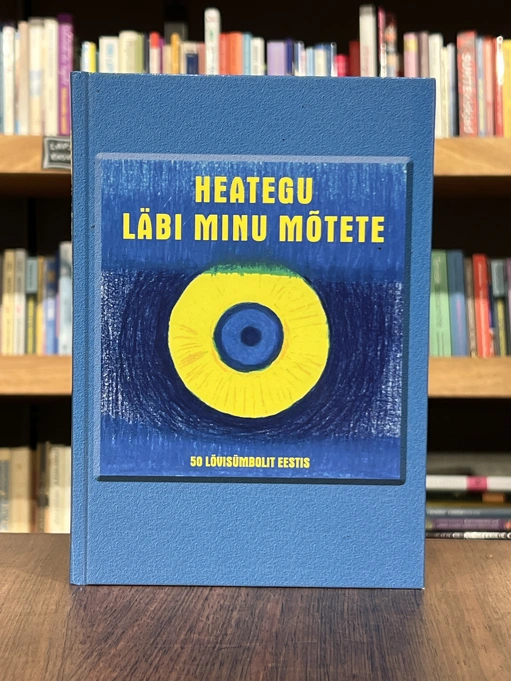 HEATEGU
LÄBI MINU MÕTETE
50 LÕVISÜMBOLIT EESTIS